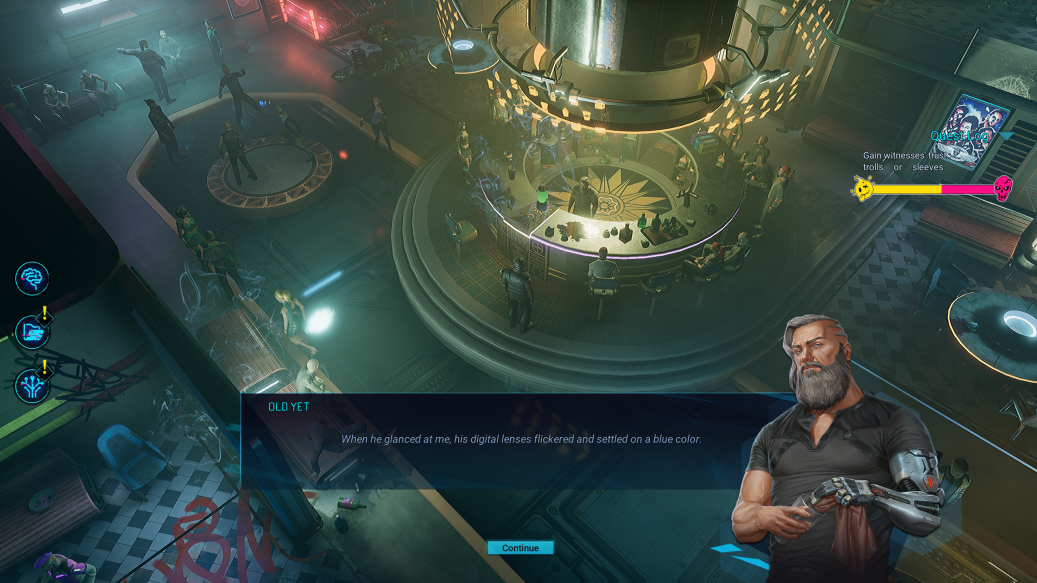 Quest Log
Gain witnesses trust:
trolls or sleeves
OLD YET
When he glanced at me, his digital lenses flickered and settled on a blue color.
Continue